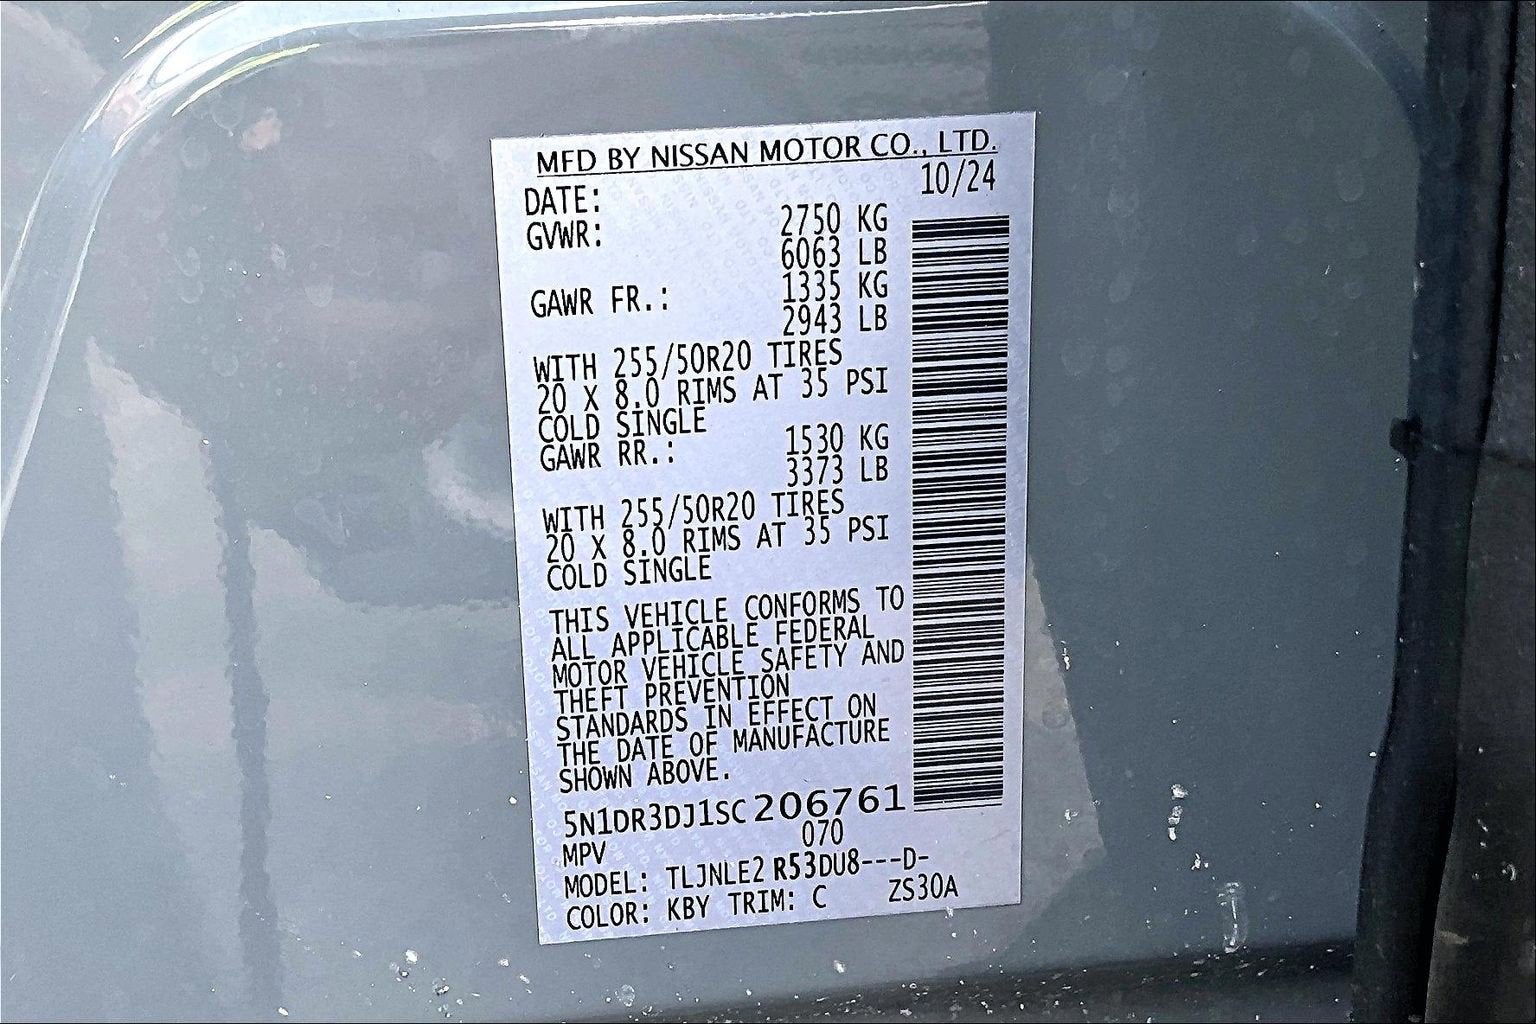 MFD BY NISSAN MOTOR CO., LTD.
DATE: 10/24
GVWR: 2750 KG
6063 LB
GAWR FR.: 1335 KG
2943 LB
WITH 255/50R20 TIRES
20 X 8.0 RIMS AT 35 PSI
COLD SINGLE
GAWR RR.: 1530 KG
3373 LB
WITH 255/50R20 TIRES
20 X 8.0 RIMS AT 35 PSI
COLD SINGLE
THIS VEHICLE CONFORMS TO
ALL APPLICABLE FEDERAL
MOTOR VEHICLE SAFETY AND
THEFT PREVENTION
STANDARDS IN EFFECT ON
THE DATE OF MANUFACTURE
SHOWN ABOVE.
5N1DR3DJ1SC206761
MPV 070
MODEL: TLJNLE2 R53DU8---D-
COLOR: KBY TRIM: C ZS30A